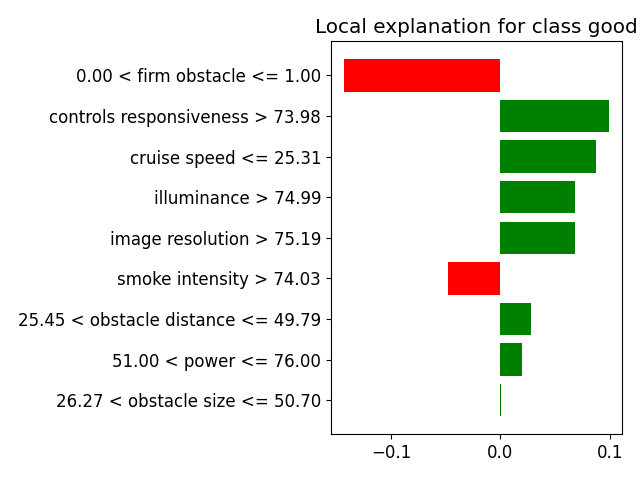 Local explanation for class good
0.00 < firm obstacle <= 1.00
controls responsiveness > 73.98
cruise speed <= 25.31
illuminance > 74.99
image resolution > 75.19
smoke intensity > 74.03
25.45 < obstacle distance <= 49.79
51.00 < power <= 76.00
26.27 < obstacle size <= 50.70
−0.1 0.0 0.1